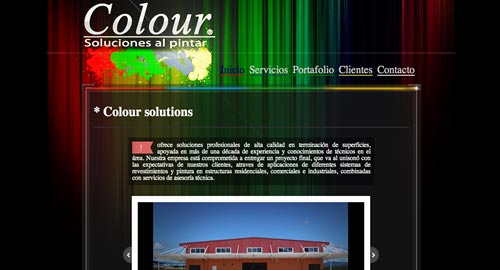 Colour®
Soluciones al pintar
Inicio Servicios Portafolio Clientes Contacto
* Colour solutions
ofrece soluciones profesionales de alta calidad en terminación de superficies,
apoyada en más de una década de experiencia y conocimientos de técnicos en el
área. Nuestra empresa está comprometida a entregar un proyecto final, que va al unisonó con
las expectativas de nuestros clientes, atraves de aplicaciones de diferentes sistemas de
revestimientos y pintura en estructuras residenciales, comerciales e industriales, combinadas
con servicios de asesoría técnica.